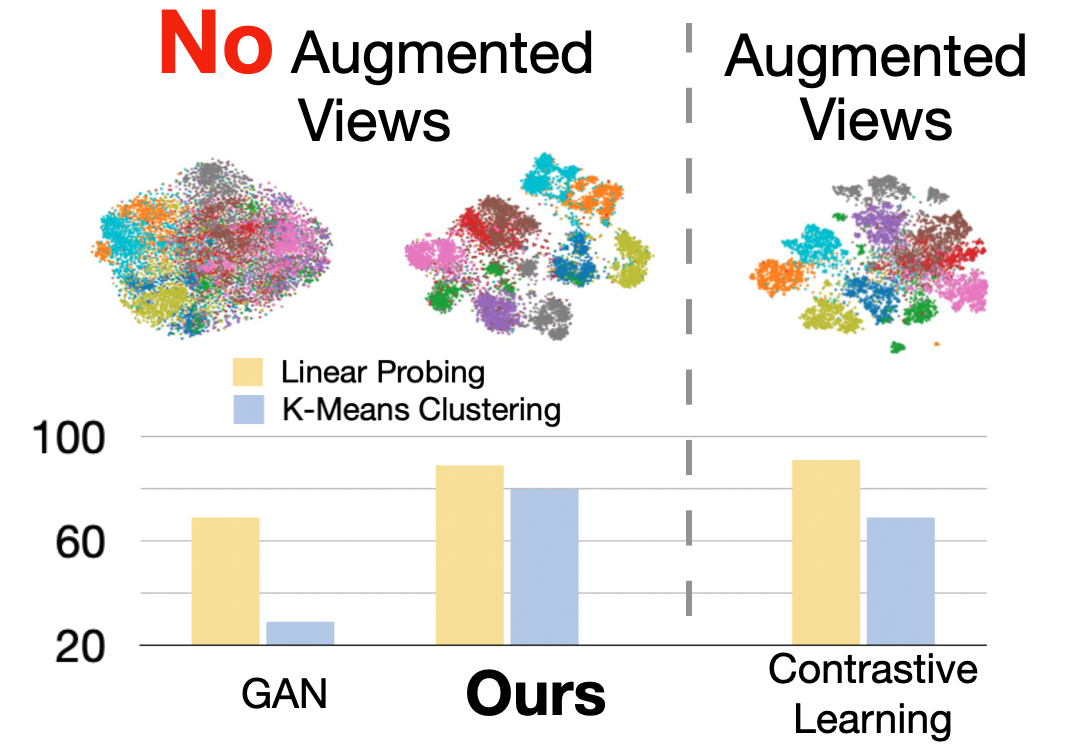 No Augmented
Views
Augmented
Views
Linear Probing
K-Means Clustering
100
60
20
GAN
Ours
Contrastive
Learning